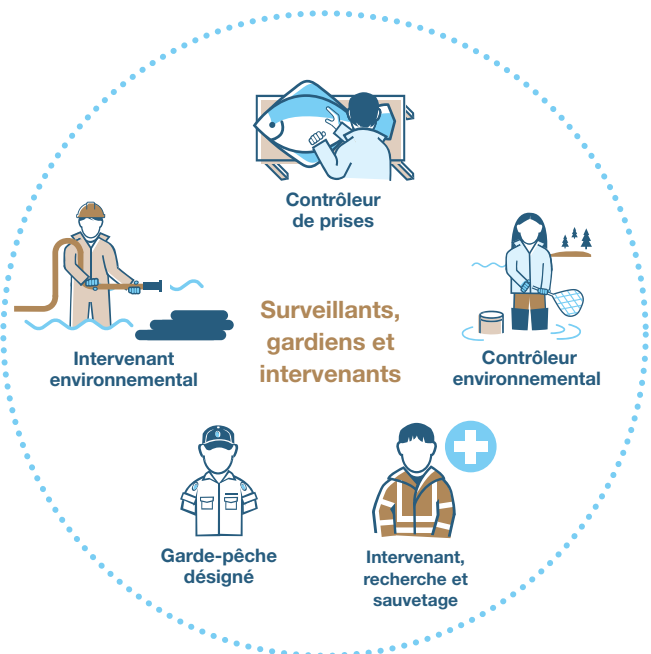 Contrôleur
de prises
Surveillants,
gardiens et
intervenants
Intervenant
environnemental
Contrôleur
environnemental
Garde-pêche
désigné
Intervenant,
recherche et
sauvetage